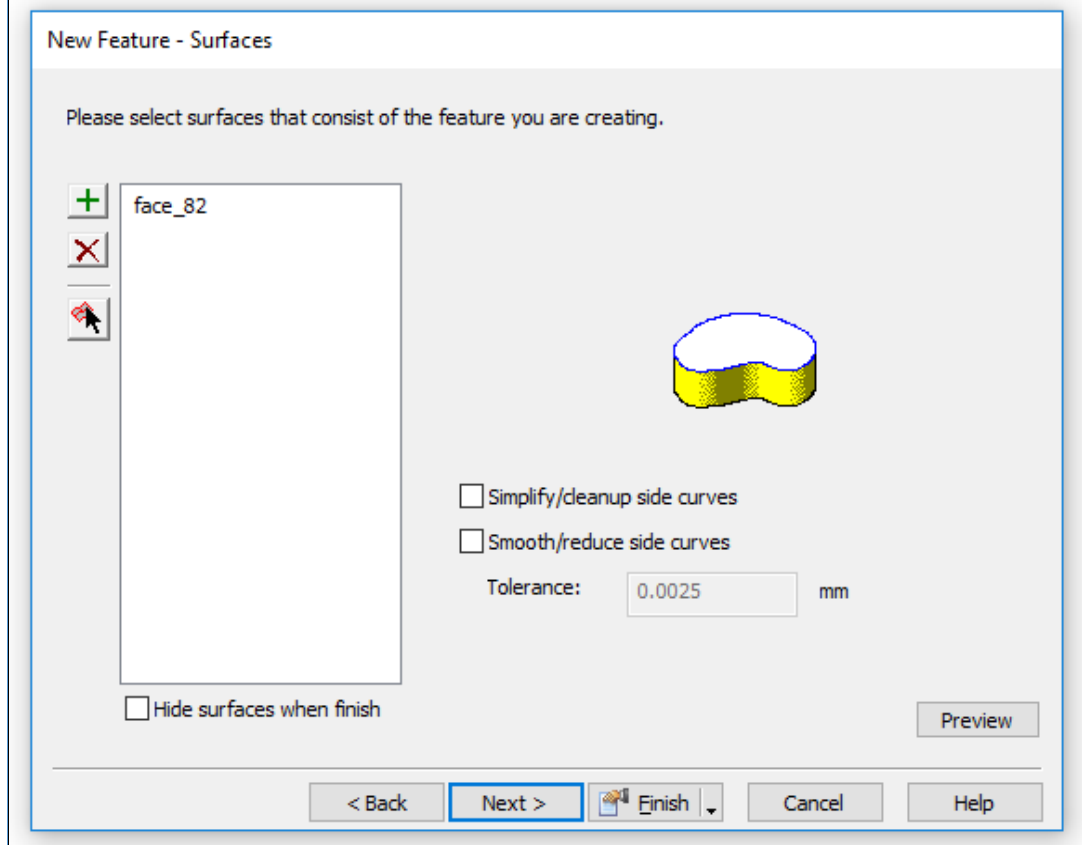 New Feature - Surfaces
Please select surfaces that consist of the feature you are creating.
face_82
Simplify/cleanup side curves
Smooth/reduce side curves
Tolerance: 0.0025 mm
Hide surfaces when finish
Preview
< Back Next > Finish Cancel Help